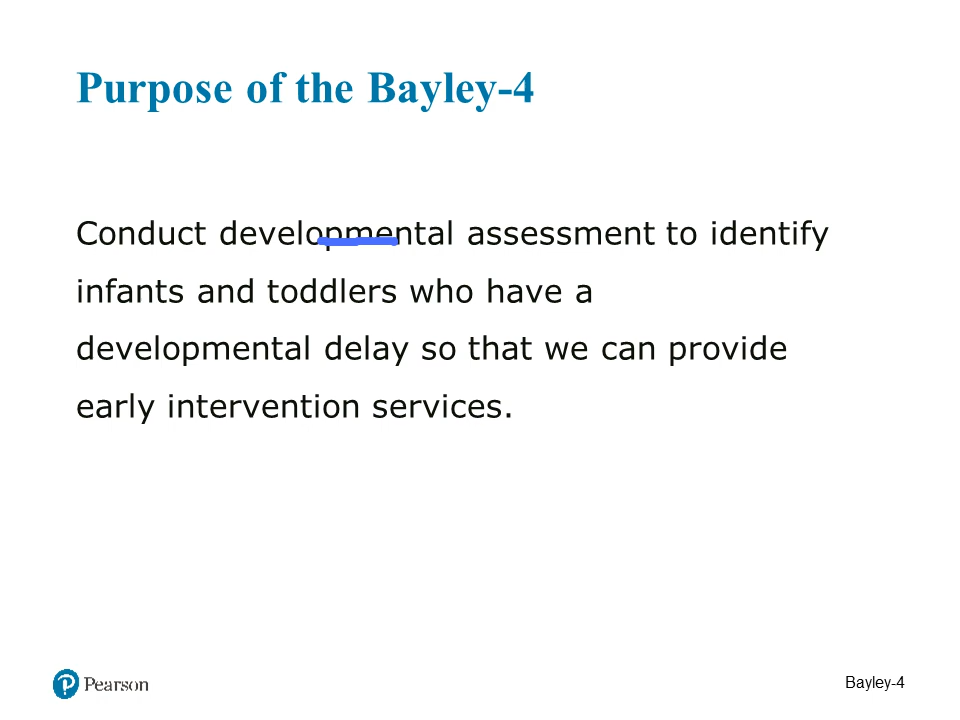 Purpose of the Bayley-4
Conduct developmental assessment to identify
infants and toddlers who have a
developmental delay so that we can provide
early intervention services.
Pearson
Bayley-4